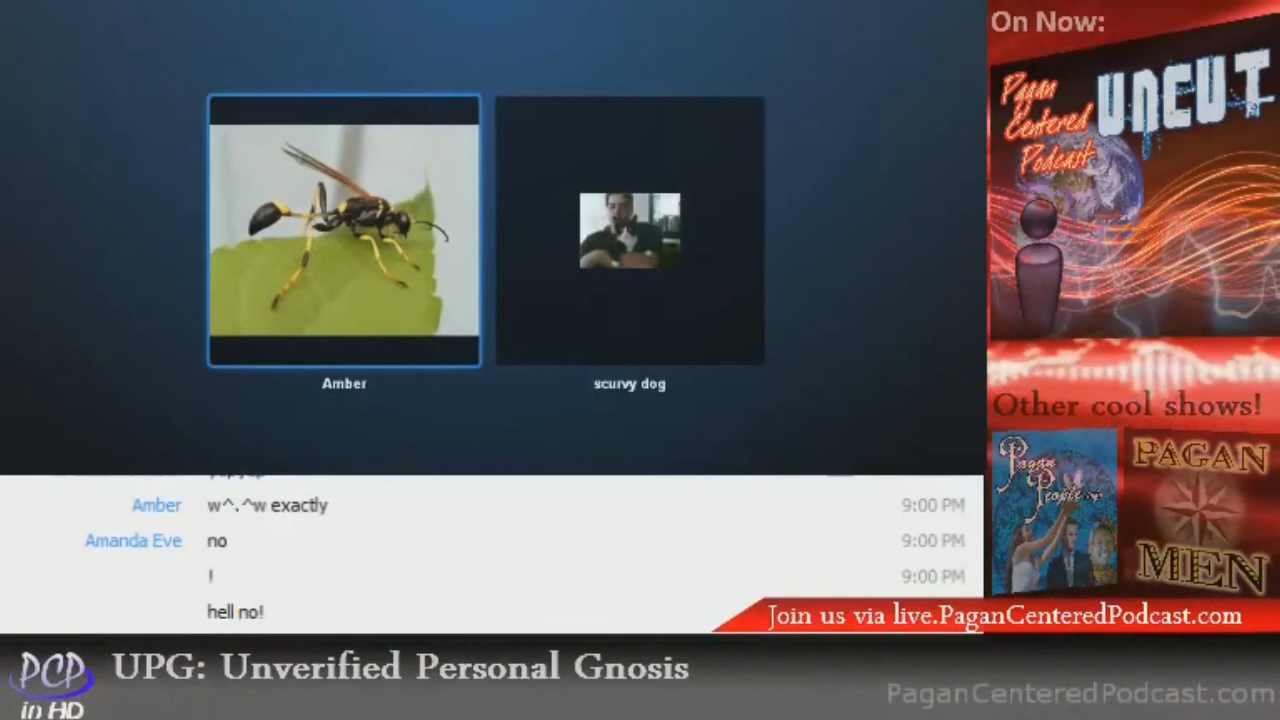 On Now:
Pagan
Centered
Podcast
UNCUT
Amber
scurvy dog
Amber w^.^w exactly 9:00 PM
Amanda Eve no 9:00 PM
! 9:00 PM
hell no!
Other cool shows!
Pagan
People
PAGAN
MEN
Join us via live.PaganCenteredPodcast.com
PCP
in HD
UPG: Unverified Personal Gnosis
PaganCenteredPodcast.com